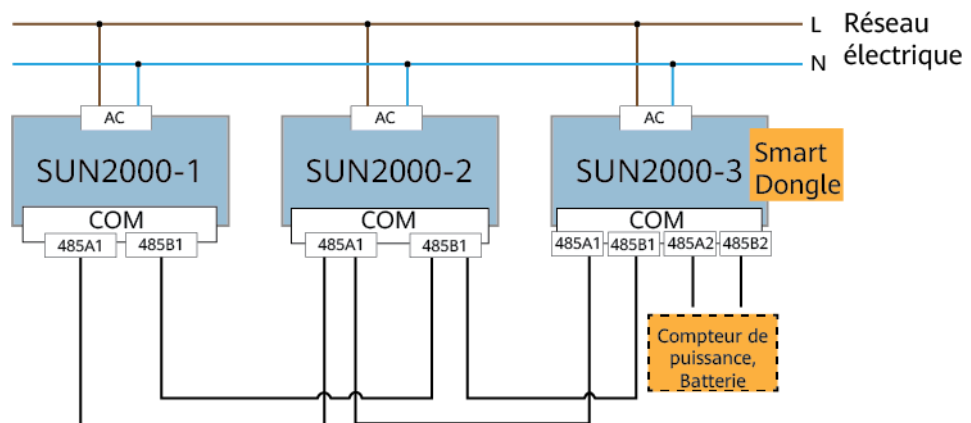 L
Réseau
électrique
N
AC
AC
AC
SUN2000-1
SUN2000-2
SUN2000-3
Smart
Dongle
COM
COM
COM
485A1
485B1
485A1
485B1
485A1
485B1
485A2
485B2
Compteur de
puissance,
Batterie